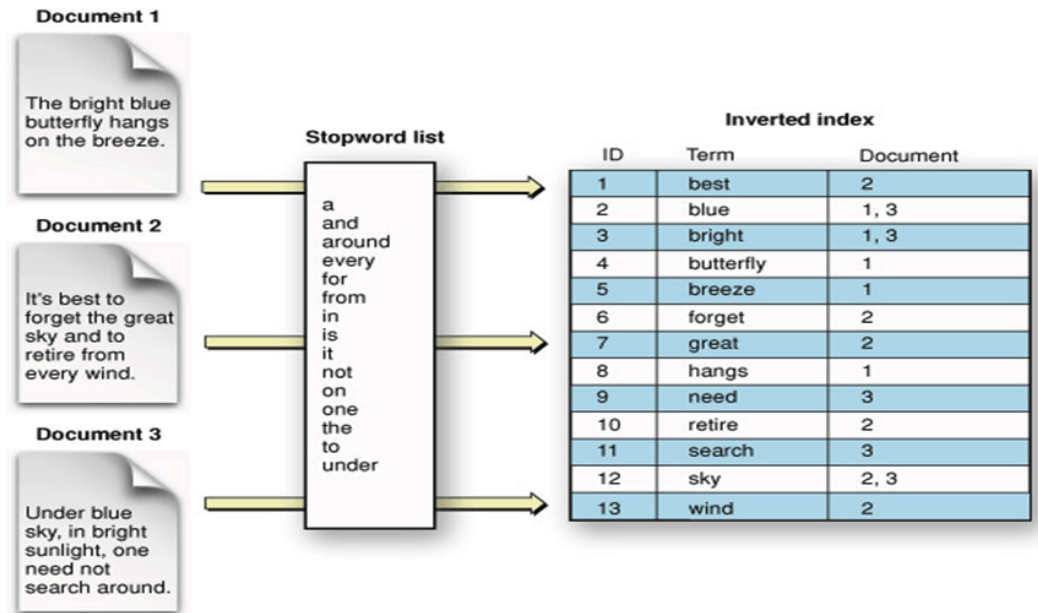 Document 1
The bright blue
butterfly hangs
on the breeze.
Document 2
It's best to
forget the great
sky and to
retire from
every wind.
Document 3
Under blue
sky, in bright
sunlight, one
need not
search around.
Stopword list
a
and
around
every
for
from
in
is
it
not
on
one
the
to
under
Inverted index
ID Term Document
1 best 2
2 blue 1, 3
3 bright 1, 3
4 butterfly 1
5 breeze 1
6 forget 2
7 great 2
8 hangs 1
9 need 3
10 retire 2
11 search 3
12 sky 2, 3
13 wind 2